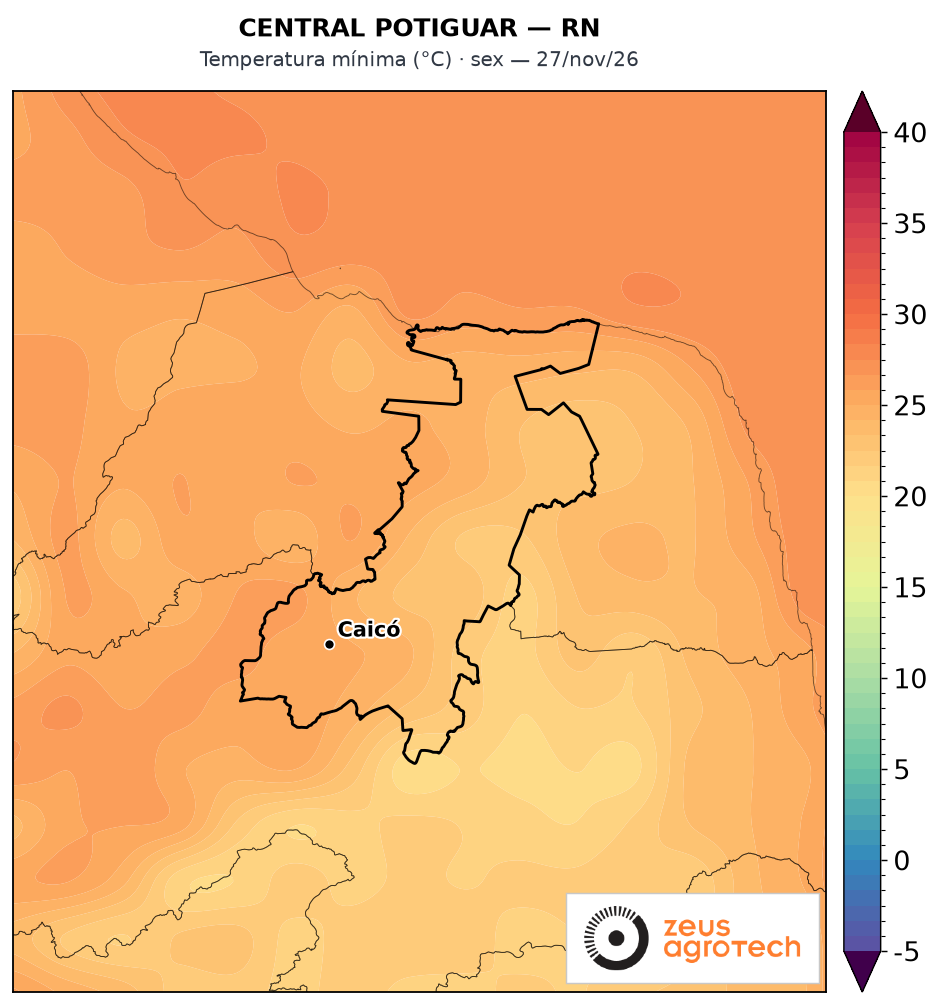 CENTRAL POTIGUAR — RN
Temperatura mínima (°C) · sex — 27/nov/26
40
35
30
25
20
15
10
5
0
-5
Caicó
zeus
agrotech